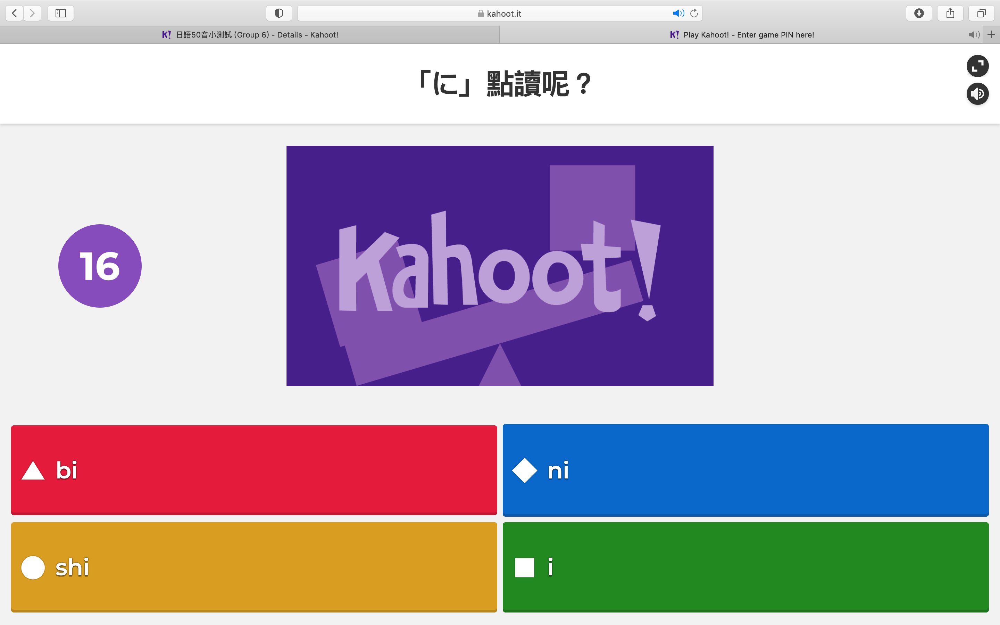 kahoot.it
日語50音小測試 (Group 6) - Details - Kahoot!
Play Kahoot! - Enter game PIN here!
「に」點讀呢？
16
Kahoot!
bi
ni
shi
i